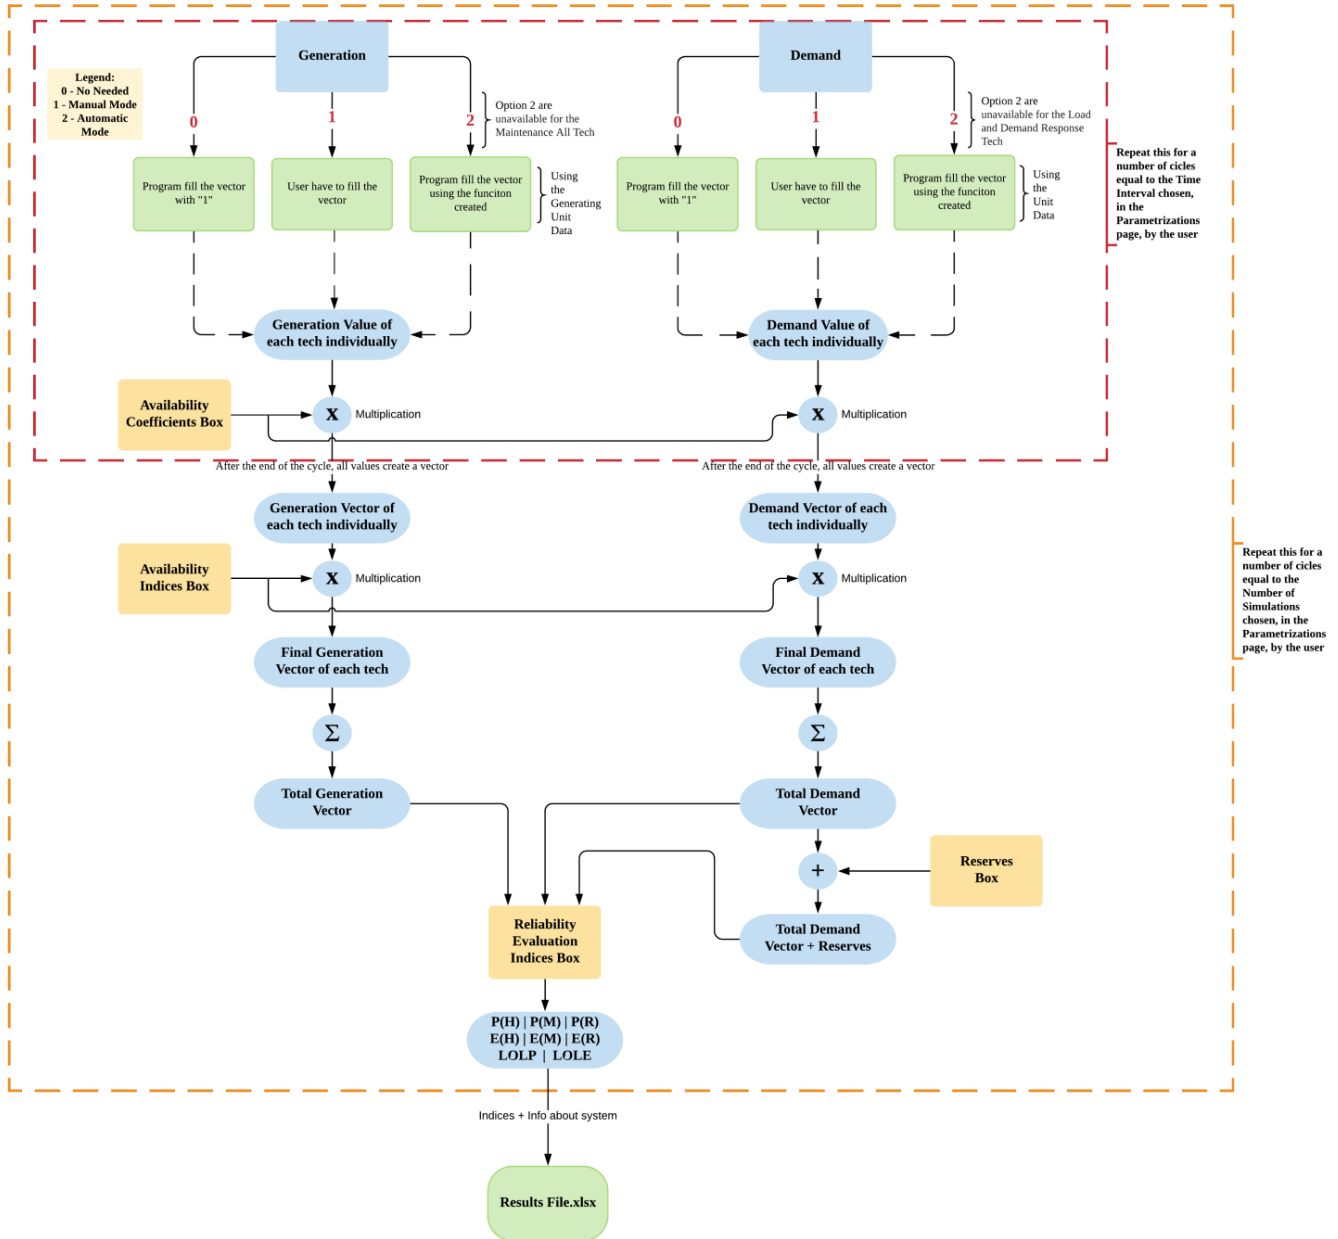 Generation
Demand
Legend:
0 - No Needed
1 - Manual Mode
2 - Automatic
Mode
0
1
2
Option 2 are
unavailable for the
Maintenance All Tech
0
1
2
Option 2 are
unavailable for the Load
and Demand Response
Tech
Repeat this for a
number of cicles
equal to the Time
Interval chosen,
in the
Parametrizations
page, by the user
Program fill the vector
with "1"
User have to fill the
vector
Program fill the vector
using the funciton
created
Using
the
Generating
Unit
Data
Program fill the vector
with "1"
User have to fill the
vector
Program fill the vector
using the funciton
created
Using
the
Unit
Data
Generation Value of
each tech individually
Demand Value of
each tech individually
Availability
Coefficients Box
x
Multiplication
x
Multiplication
After the end of the cycle, all values create a vector
After the end of the cycle, all values create a vector
Generation Vector of
each tech individually
Demand Vector of each
tech individually
Availability
Indices Box
x
Multiplication
x
Multiplication
Repeat this for a
number of cicles
equal to the
Number of
Simulations
chosen, in the
Parametrizations
page, by the user
Final Generation
Vector of each tech
Final Demand
Vector of each tech
Σ
Σ
Total Generation
Vector
Total Demand
Vector
+
Reserves
Box
Reliability
Evaluation
Indices Box
Total Demand
Vector + Reserves
P(H) | P(M) | P(R)
E(H) | E(M) | E(R)
LOLP | LOLE
Indices + Info about system
Results File.xlsx